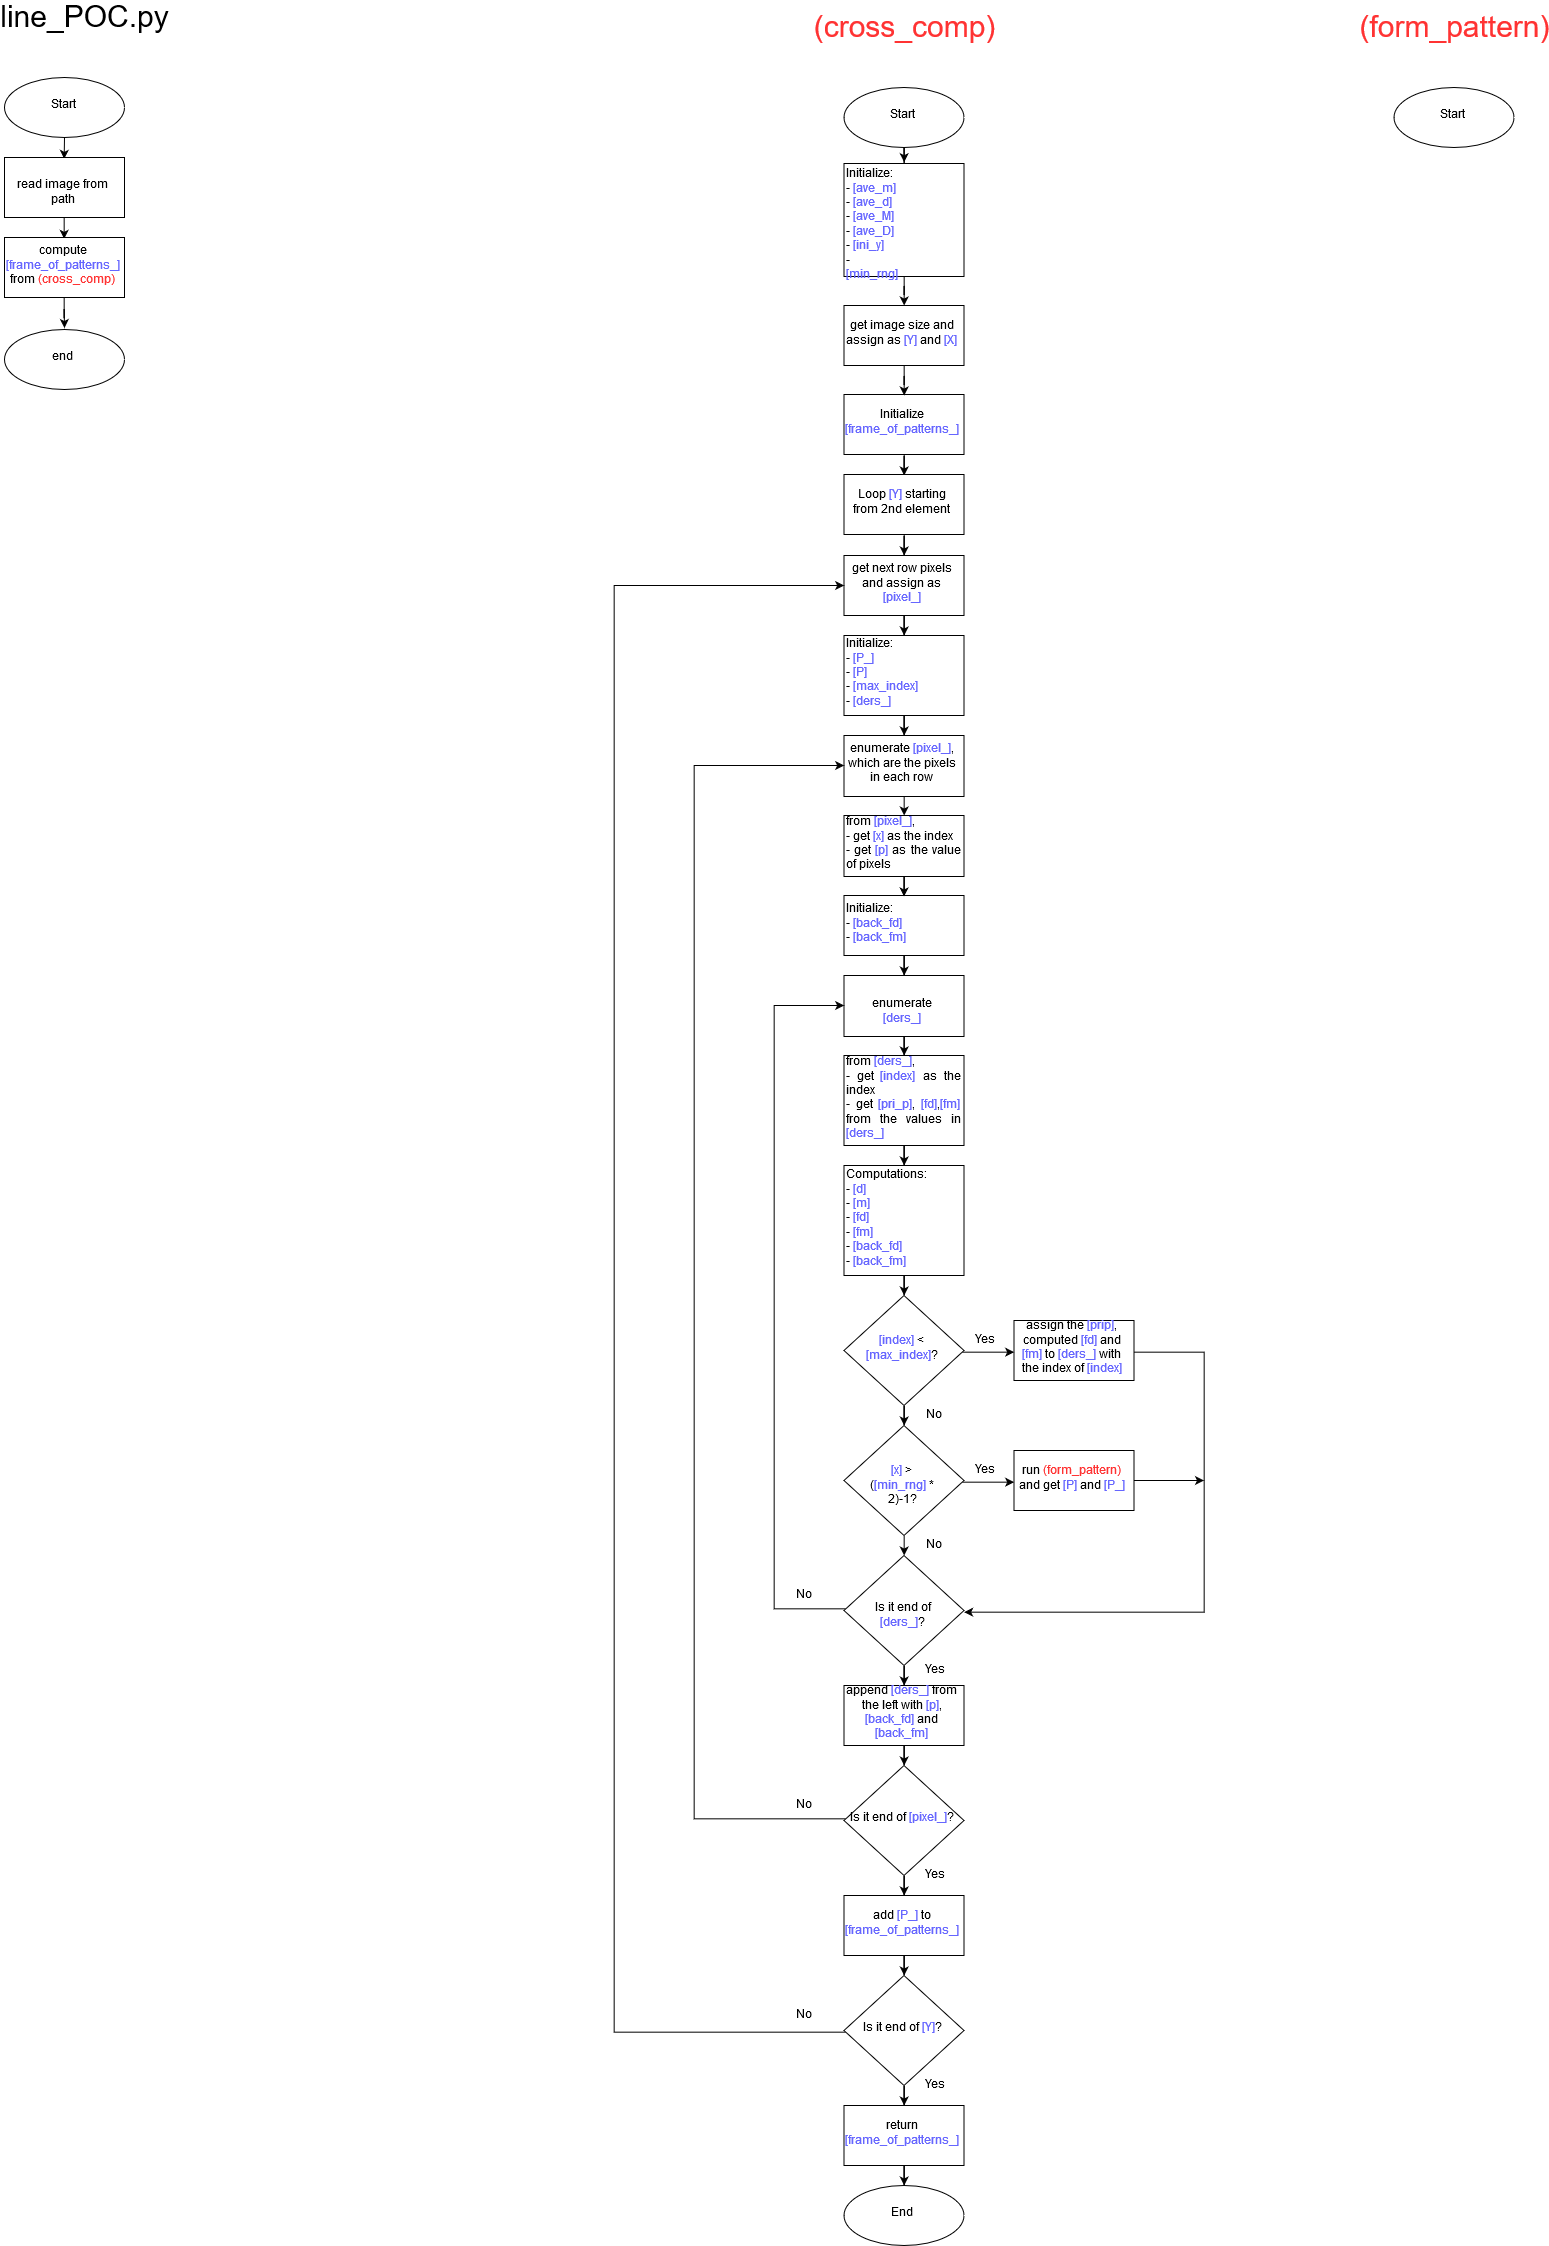 line_POC.py
Start
read image from
path
compute
[frame_of_patterns_]
from (cross_comp)
end
(cross_comp)
Start
Initialize:
- [ave_m]
- [ave_d]
- [ave_M]
- [ave_D]
- [ini_y]
-
[min_rng]
get image size and
assign as [Y] and [X]
Initialize
[frame_of_patterns_]
Loop [Y] starting
from 2nd element
get next row pixels
and assign as
[pixel_]
Initialize:
- [P_]
- [P]
- [max_index]
- [ders_]
enumerate [pixel_],
which are the pixels
in each row
from [pixel_],
- get [x] as the index
- get [p] as the value
of pixels
Initialize:
- [back_fd]
- [back_fm]
enumerate
[ders_]
from [ders_],
- get [index] as the
index
- get [pri_p], [fd],[fm]
from the values in
[ders_]
Computations:
- [d]
- [m]
- [fd]
- [fm]
- [back_fd]
- [back_fm]
[index] <
[max_index]?
Yes
assign the [prip],
computed [fd] and
[fm] to [ders_] with
the index of [index]
No
[x] >
([min_rng] *
2)-1?
Yes
run (form_pattern)
and get [P] and [P_]
No
Is it end of
[ders_]?
No
Yes
append [ders_] from
the left with [p],
[back_fd] and
[back_fm]
Is it end of [pixel_]?
No
Yes
add [P_] to
[frame_of_patterns_]
Is it end of [Y]?
No
Yes
return
[frame_of_patterns_]
End
(form_pattern)
Start